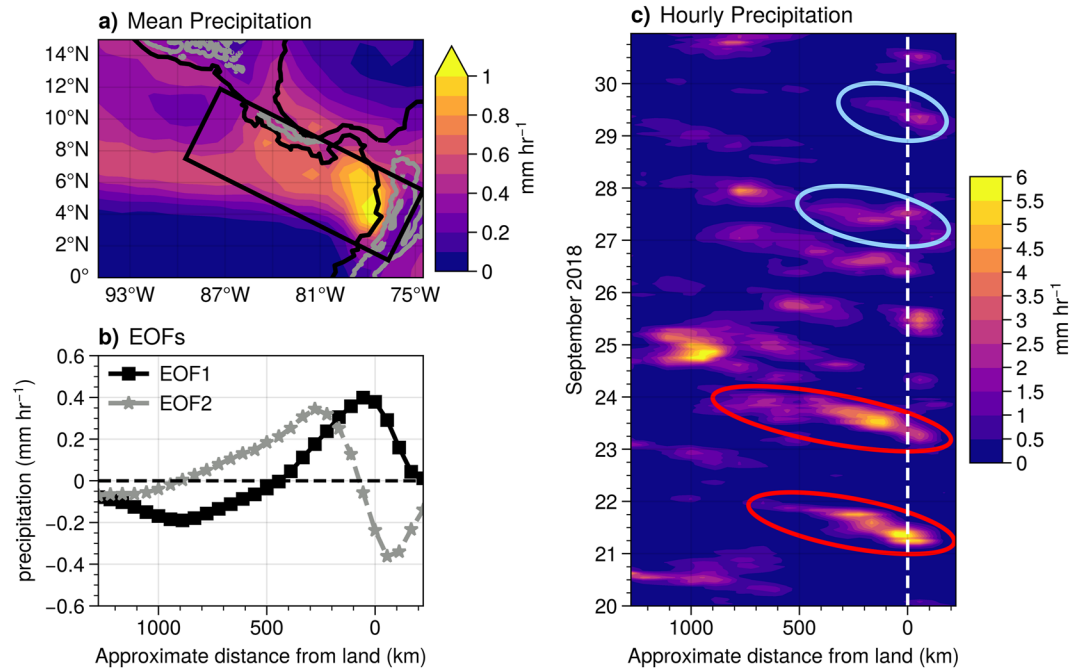 a) Mean Precipitation
14°N
12°N
10°N
8°N
6°N
4°N
2°N
0°
93°W 87°W 81°W 75°W
1
0.8
0.6
0.4
0.2
0
mm hr⁻¹
b) EOFs
0.6
0.4
0.2
0
−0.2
−0.4
−0.6
precipitation (mm hr⁻¹)
EOF1
EOF2
1000 500 0
Approximate distance from land (km)
c) Hourly Precipitation
30
29
28
27
26
25
24
23
22
21
20
September 2018
1000 500 0
Approximate distance from land (km)
6
5.5
5
4.5
4
3.5
3
2.5
2
1.5
1
0.5
0
mm hr⁻¹